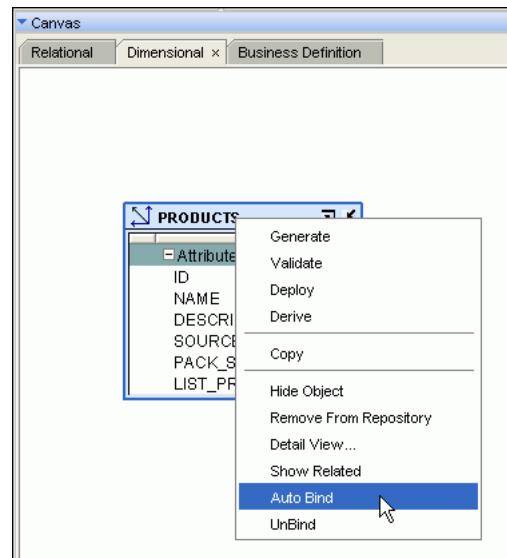 Canvas
Relational
Dimensional ×
Business Definition
PRODUCTS
Attribute
ID
NAME
DESCRI
SOURCE
PACK_S
LIST_PR
Generate
Validate
Deploy
Derive
Copy
Hide Object
Remove From Repository
Detail View...
Show Related
Auto Bind
UnBind